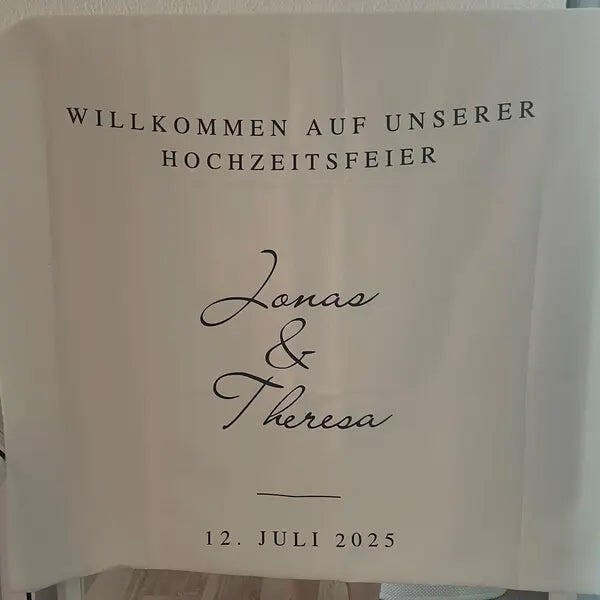 WILLKOMMEN AUF UNSERER
HOCHZEITSFEIER
Jonas
&
Theresa
12. JULI 2025